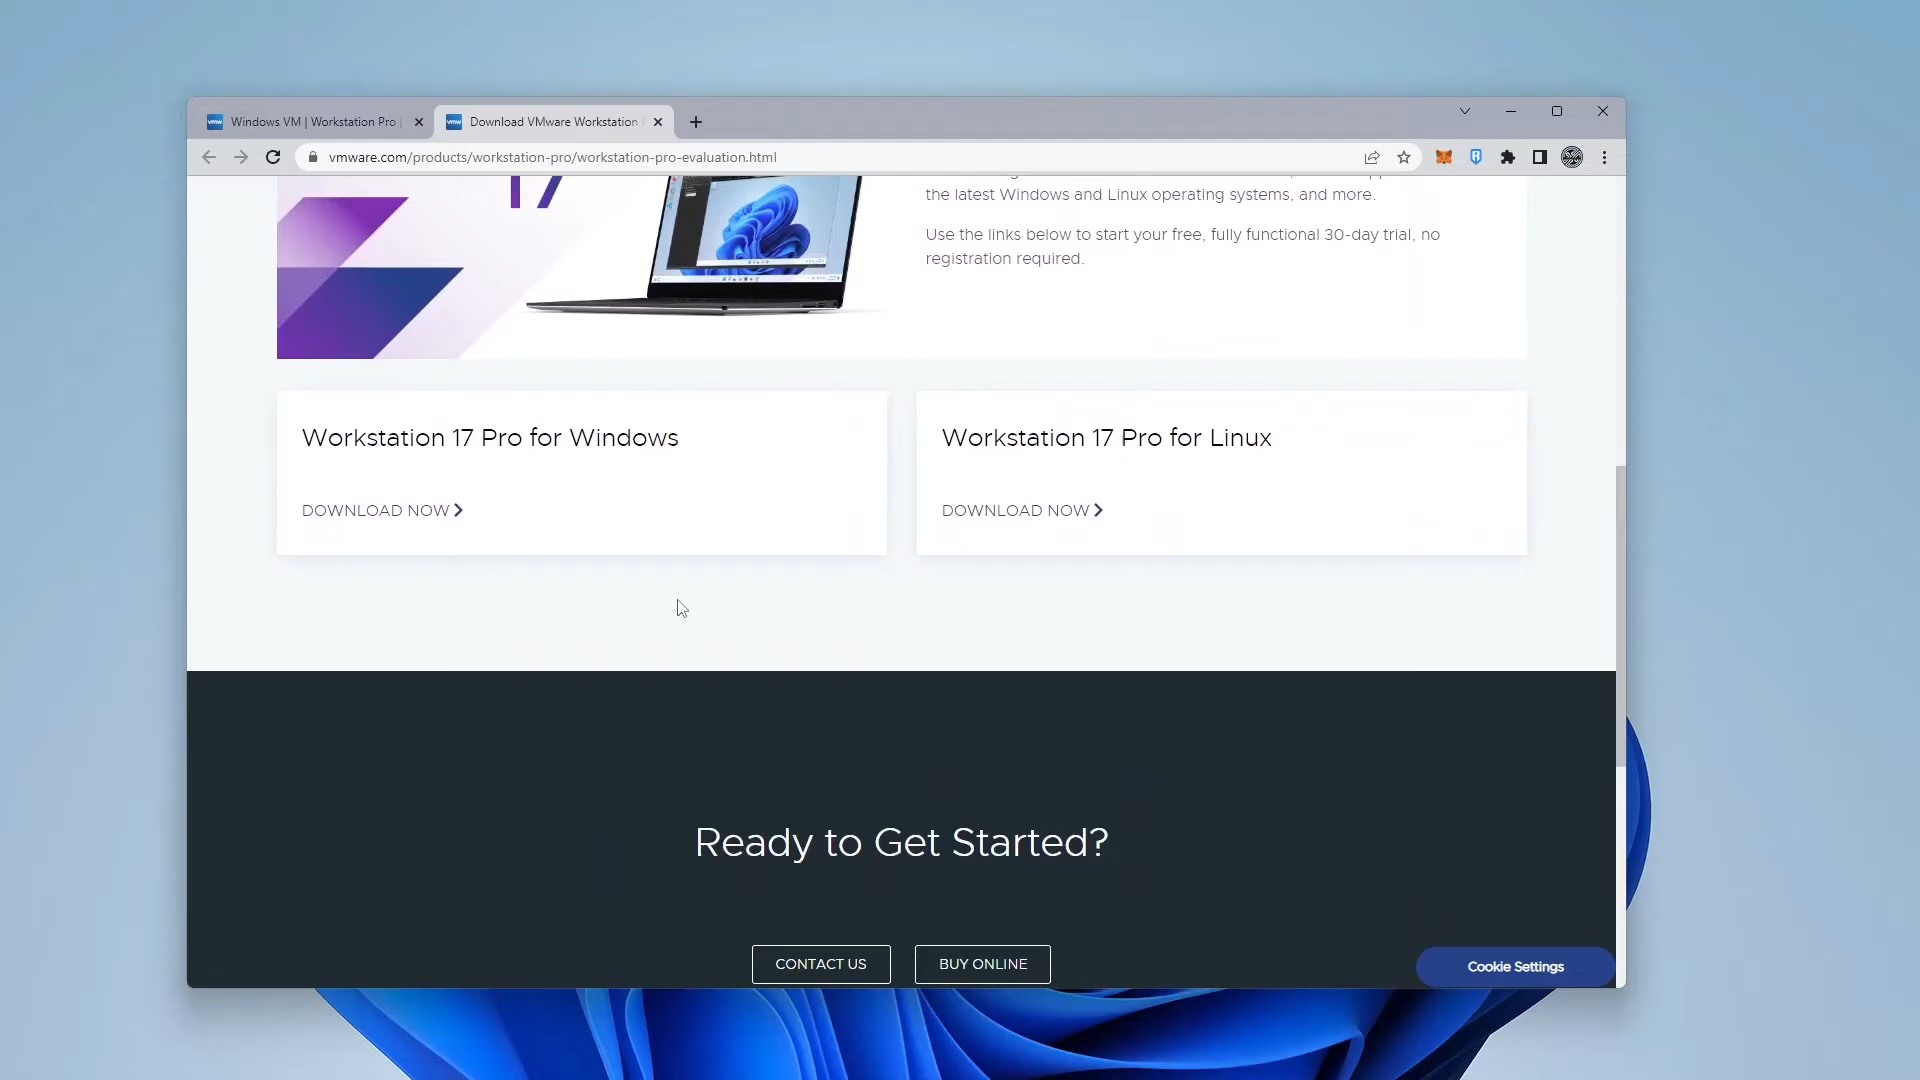 Windows VM | Workstation Pro |
Download VMware Workstation
vmware.com/products/workstation-pro/workstation-pro-evaluation.html
17
the latest Windows and Linux operating systems, and more.
Use the links below to start your free, fully functional 30-day trial, no
registration required.
Workstation 17 Pro for Windows
DOWNLOAD NOW
Workstation 17 Pro for Linux
DOWNLOAD NOW
Ready to Get Started?
CONTACT US
BUY ONLINE
Cookie Settings